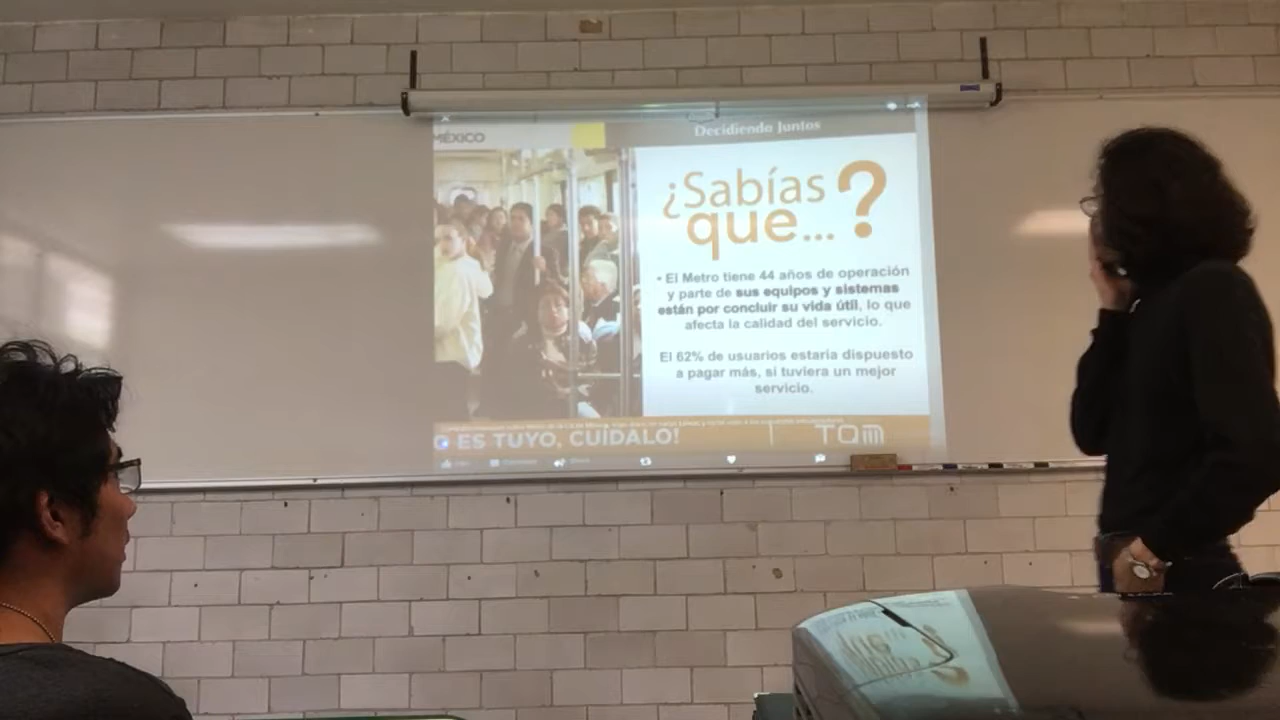 MÉXICO
Decidiendo Juntos
¿Sabías
que...?
• El Metro tiene 44 años de operación
y parte de sus equipos y sistemas
están por concluir su vida útil, lo que
afecta la calidad del servicio.
El 62% de usuarios estaría dispuesto
a pagar más, si tuviera un mejor
servicio.
ES TUYO, CUÍDALO!